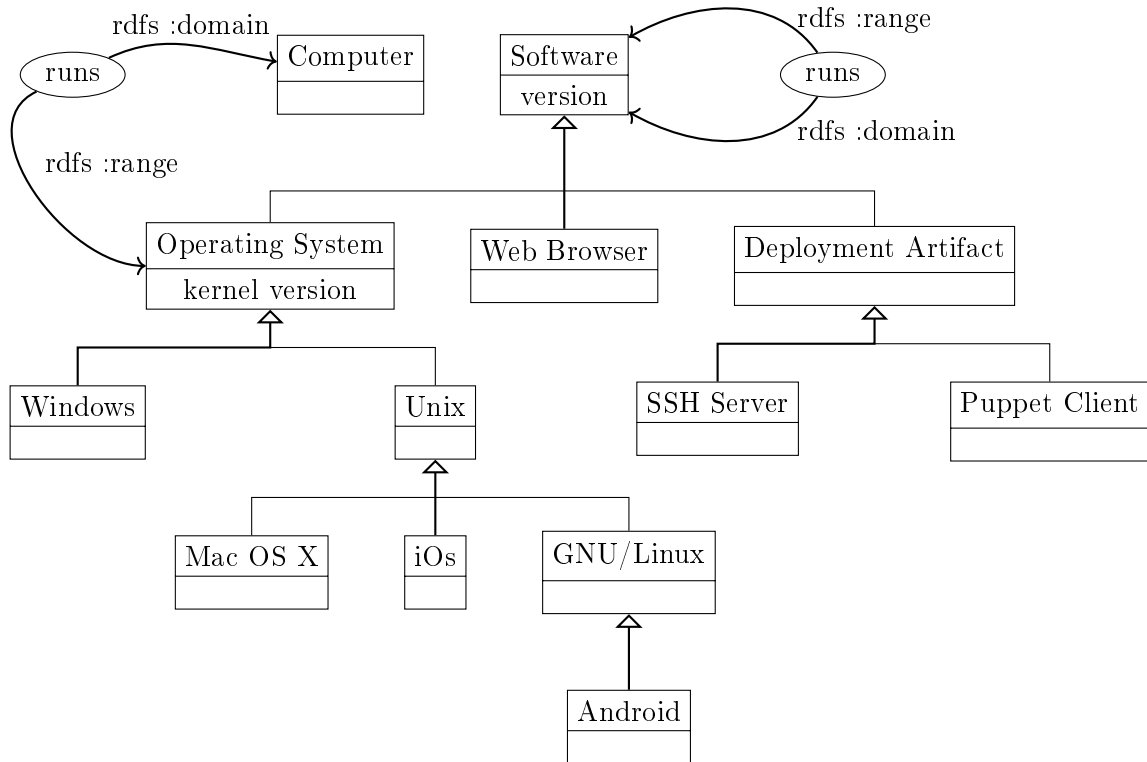 rdfs :domain
rdfs :range
runs
Computer
Software
version
runs
rdfs :domain
rdfs :range
Operating System
kernel version
Web Browser
Deployment Artifact
Windows
Unix
SSH Server
Puppet Client
Mac OS X
iOs
GNU/Linux
Android